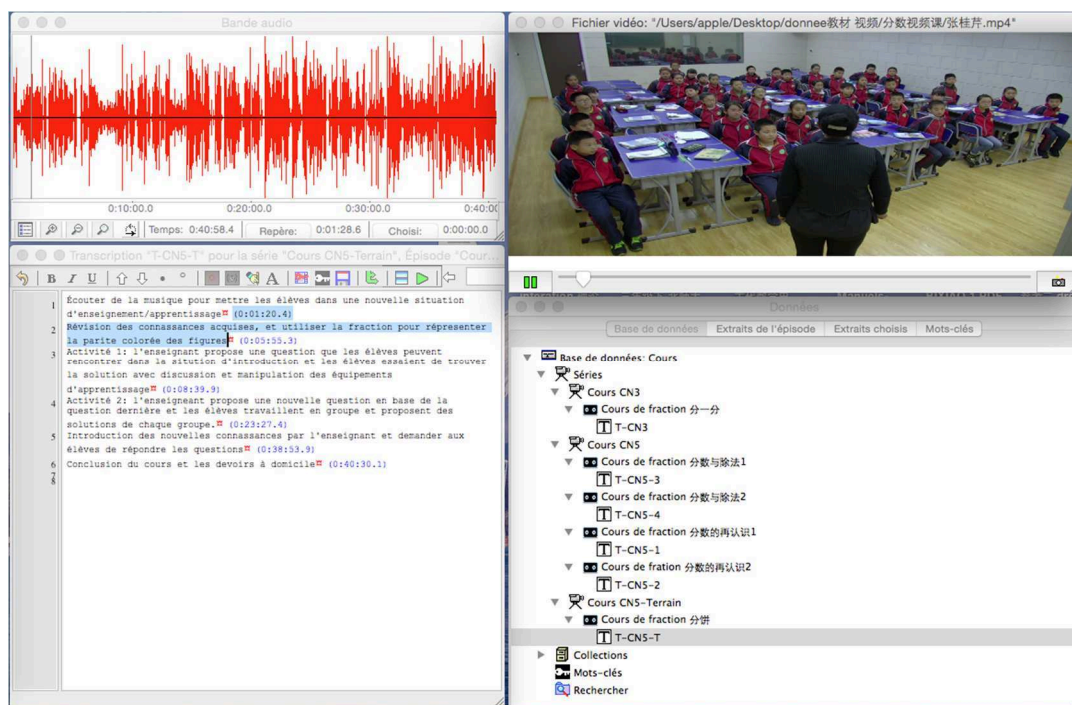 Bande audio
0:10:00.0 0:20:00.0 0:30:00.0 0:40:00
Temps: 0:40:58.4 Repère: 0:01:28.6 Choisi: 0:00:00.0
Fichier vidéo: "/Users/apple/Desktop/donnee教材 视频/分数视频课/张桂芹.mp4"
Transcription "T-CN5-T" pour la série "Cours CN5-Terrain", Épisode "Cour...
B I U A
1 Écouter de la musique pour mettre les élèves dans une nouvelle situation
d'enseignement/apprentissage¤ (0:01:20.4)
2 Révision des connassances acquises, et utiliser la fraction pour répresenter
la parite colorée des figures¤ (0:05:55.3)
3 Activité 1: l'enseignant propose une question que les élèves peuvent
rencontrer dans la sitution d'introduction et les élèves essaient de trouver
la solution avec discussion et manipulation des équipements
d'apprentissage¤ (0:08:39.9)
4 Activité 2: l'enseigneant propose une nouvelle question en base de la
question dernière et les élèves travaillent en groupe et proposent des
solutions de chaque groupe.¤ (0:23:27.4)
5 Introduction des nouvelles connassances par l'enseignant et demander aux
élèves de répondre les questions¤ (0:38:53.9)
6 Conclusion du cours et les devoirs à domicile¤ (0:40:30.1)
7
8
Données
Base de données Extraits de l'épisode Extraits choisis Mots-clés
Base de données: Cours
Séries
Cours CN3
Cours de fraction 分一分
T-CN3
Cours CN5
Cours de fraction 分数与除法1
T-CN5-3
Cours de fraction 分数与除法2
T-CN5-4
Cours de fraction 分数的再认识1
T-CN5-1
Cours de fration 分数的再认识2
T-CN5-2
Cours CN5-Terrain
Cours de fraction 分饼
T-CN5-T
Collections
Mots-clés
Rechercher